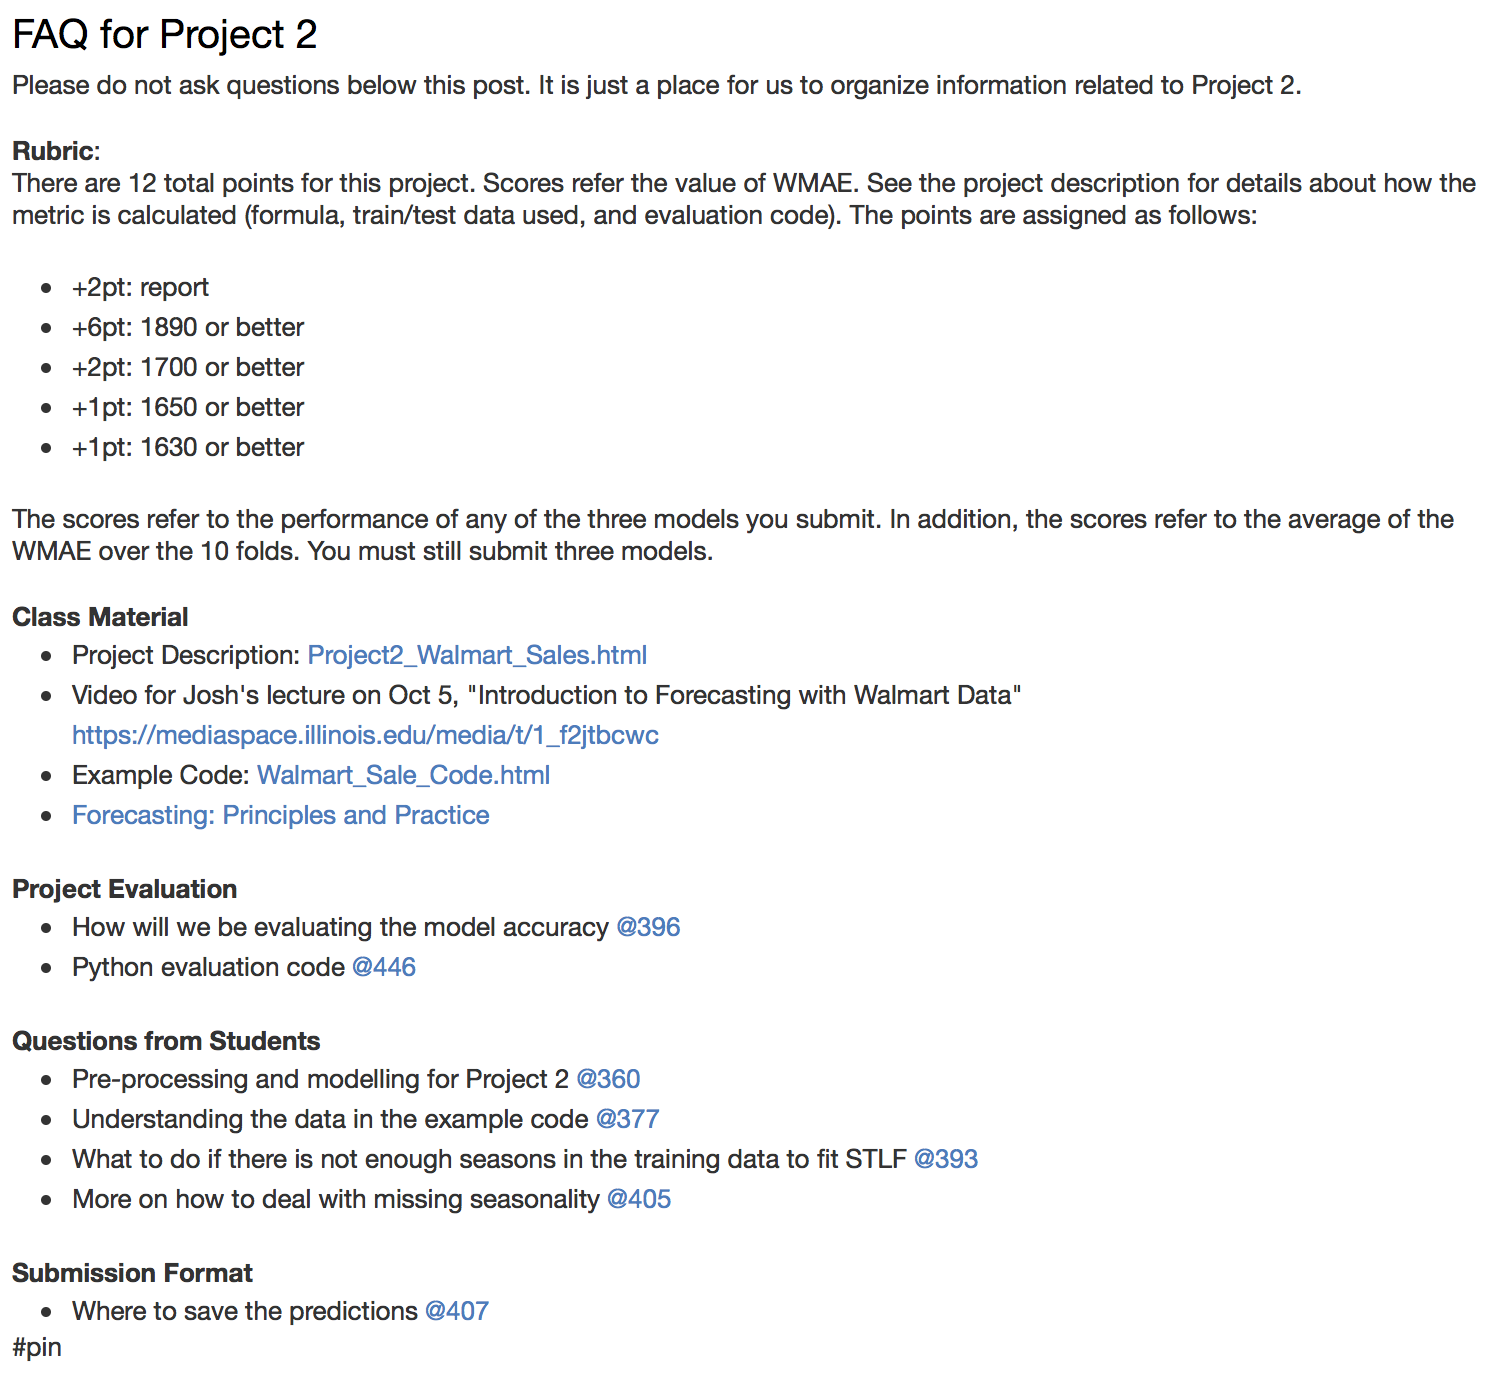 FAQ for Project 2
Please do not ask questions below this post. It is just a place for us to organize information related to Project 2.
Rubric:
There are 12 total points for this project. Scores refer the value of WMAE. See the project description for details about how the
metric is calculated (formula, train/test data used, and evaluation code). The points are assigned as follows:
• +2pt: report
• +6pt: 1890 or better
• +2pt: 1700 or better
• +1pt: 1650 or better
• +1pt: 1630 or better
The scores refer to the performance of any of the three models you submit. In addition, the scores refer to the average of the
WMAE over the 10 folds. You must still submit three models.
Class Material
• Project Description: Project2_Walmart_Sales.html
• Video for Josh's lecture on Oct 5, "Introduction to Forecasting with Walmart Data"
https://mediaspace.illinois.edu/media/t/1_f2jtbcwc
• Example Code: Walmart_Sale_Code.html
• Forecasting: Principles and Practice
Project Evaluation
• How will we be evaluating the model accuracy @396
• Python evaluation code @446
Questions from Students
• Pre-processing and modelling for Project 2 @360
• Understanding the data in the example code @377
• What to do if there is not enough seasons in the training data to fit STLF @393
• More on how to deal with missing seasonality @405
Submission Format
• Where to save the predictions @407
#pin